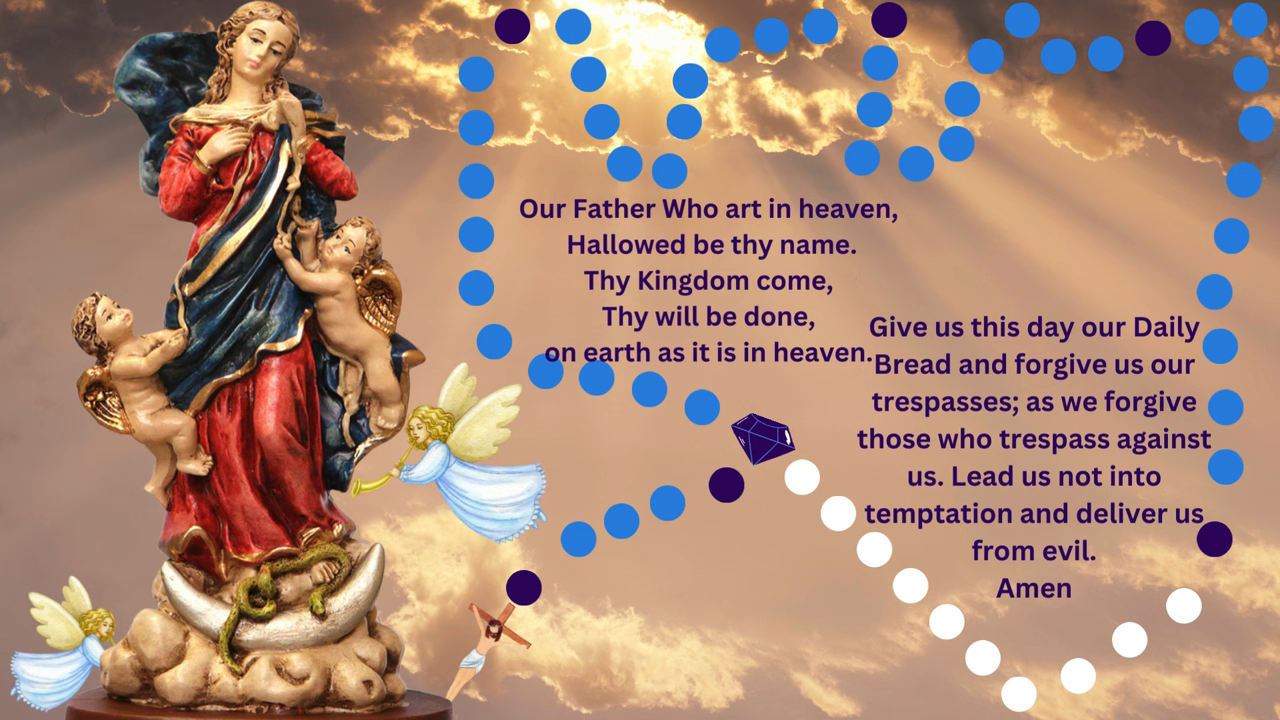 Our Father Who art in heaven,
Hallowed be thy name.
Thy Kingdom come,
Thy will be done,
on earth as it is in heaven.
Give us this day our Daily
Bread and forgive us our
trespasses; as we forgive
those who trespass against
us. Lead us not into
temptation and deliver us
from evil.
Amen